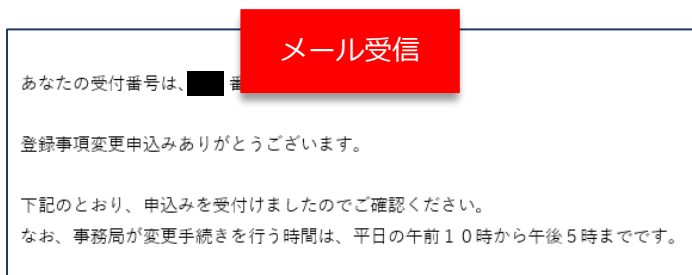 メール受信
あなたの受付番号は、 番
登録事項変更申込みありがとうございます。
下記のとおり、申込みを受付けましたのでご確認ください。
なお、事務局が変更手続きを行う時間は、平日の午前１０時から午後５時までです。